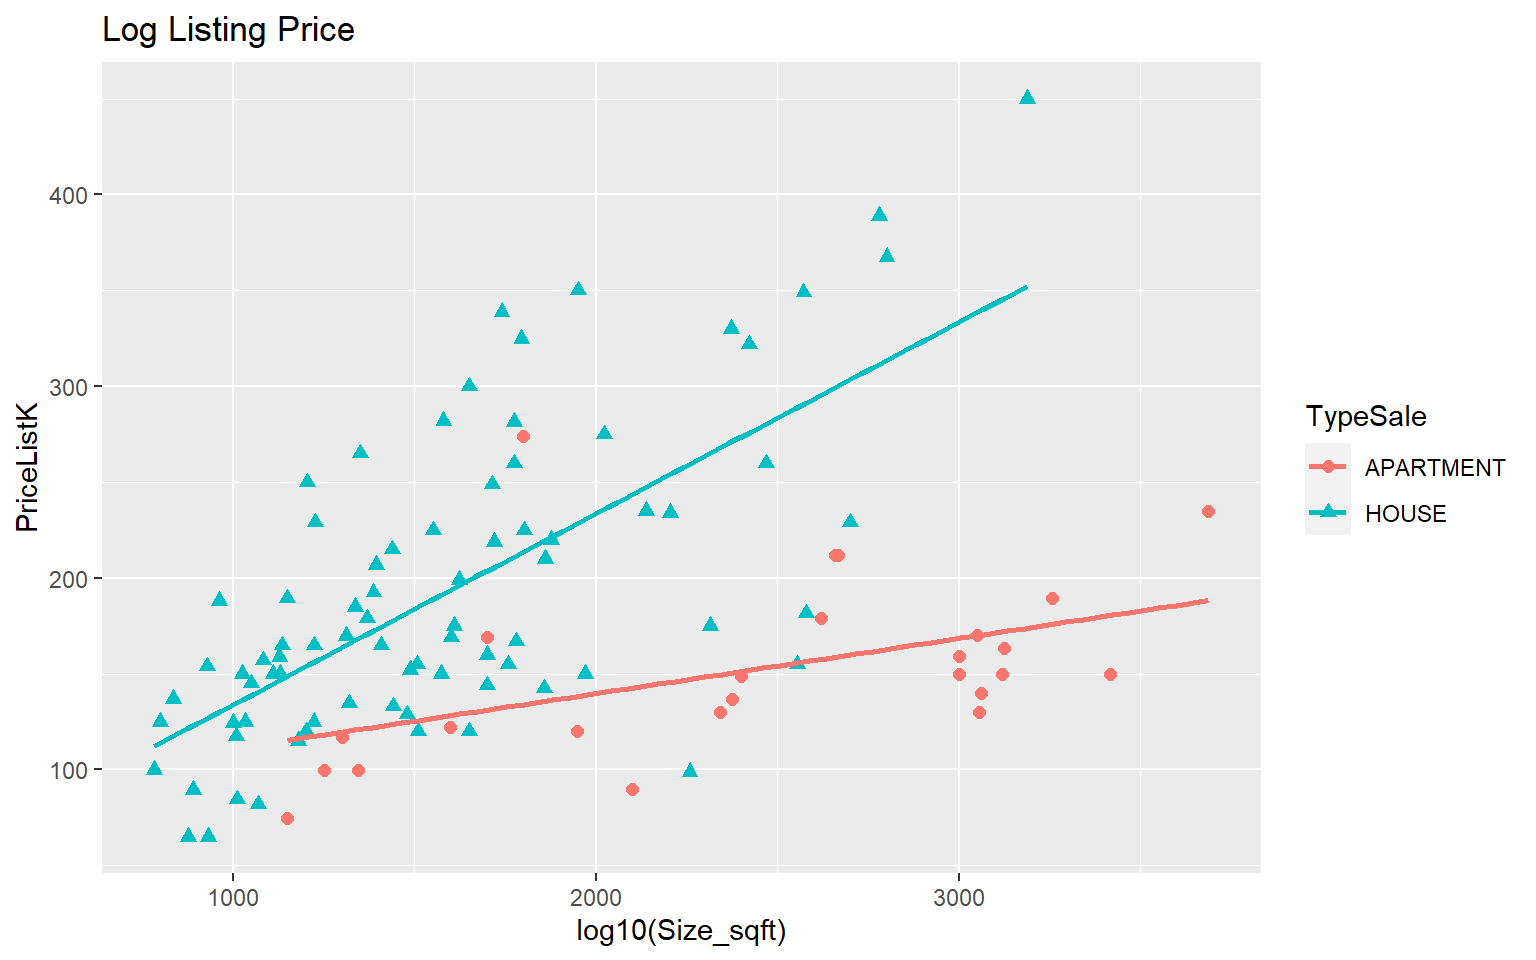 Log Listing Price
400
300
200
100
PriceListK
1000 2000 3000
log10(Size_sqft)
TypeSale
APARTMENT
HOUSE